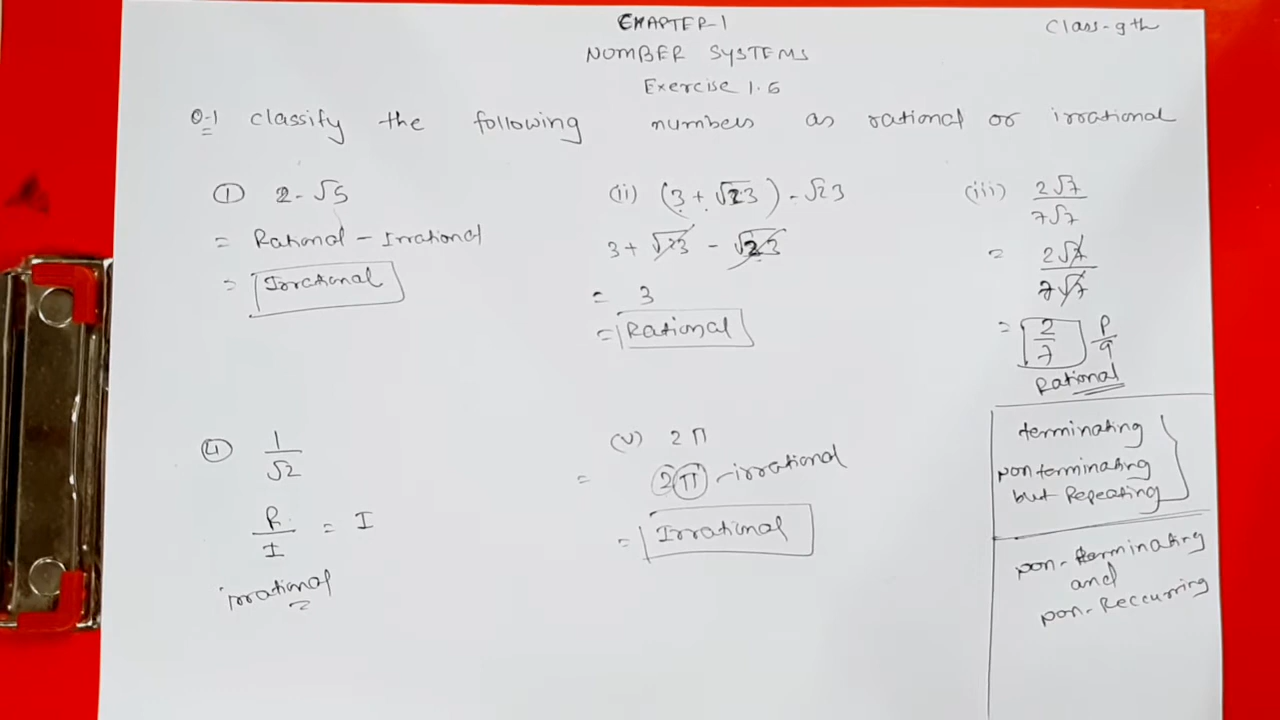 CHAPTER-1
Class-9th
NUMBER SYSTEMS
Exercise 1.5
Q-1 classify the following numbers as rational or irrational
(i) 2-√5
= Rational - Irrational
= Irrational
(ii) (3+√23) - √23
3+√23 - √23
= 3
= Rational
(iii) 2√7/7√7
= 2√7/7√7
= 2/7 P/q
Rational
(4) 1/√2
R/I = I
irrational
(v) 2π
= 2π - irrational
= Irrational
terminating
non terminating
but Repeating
non-terminating
and
non-Reccurring